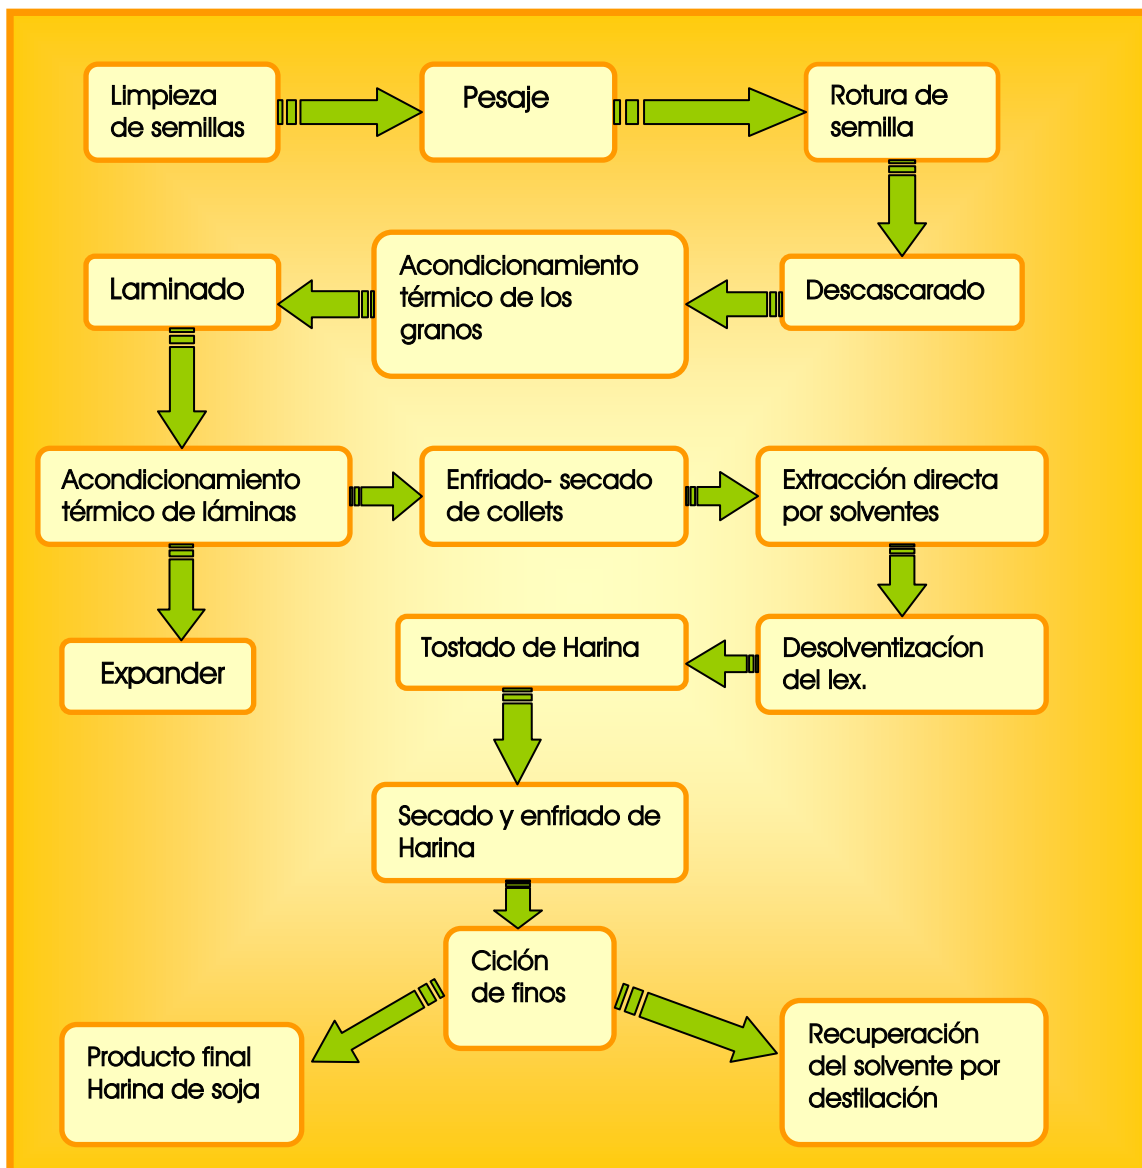 Limpieza
de semillas
Pesaje
Rotura de
semilla
Laminado
Acondicionamiento
térmico de los
granos
Descascarado
Acondicionamiento
térmico de láminas
Enfriado- secado
de collets
Extracción directa
por solventes
Expander
Tostado de Harina
Desolventizacíon
del lex.
Secado y enfriado de
Harina
Ciclón
de finos
Producto final
Harina de soja
Recuperación
del solvente por
destilación